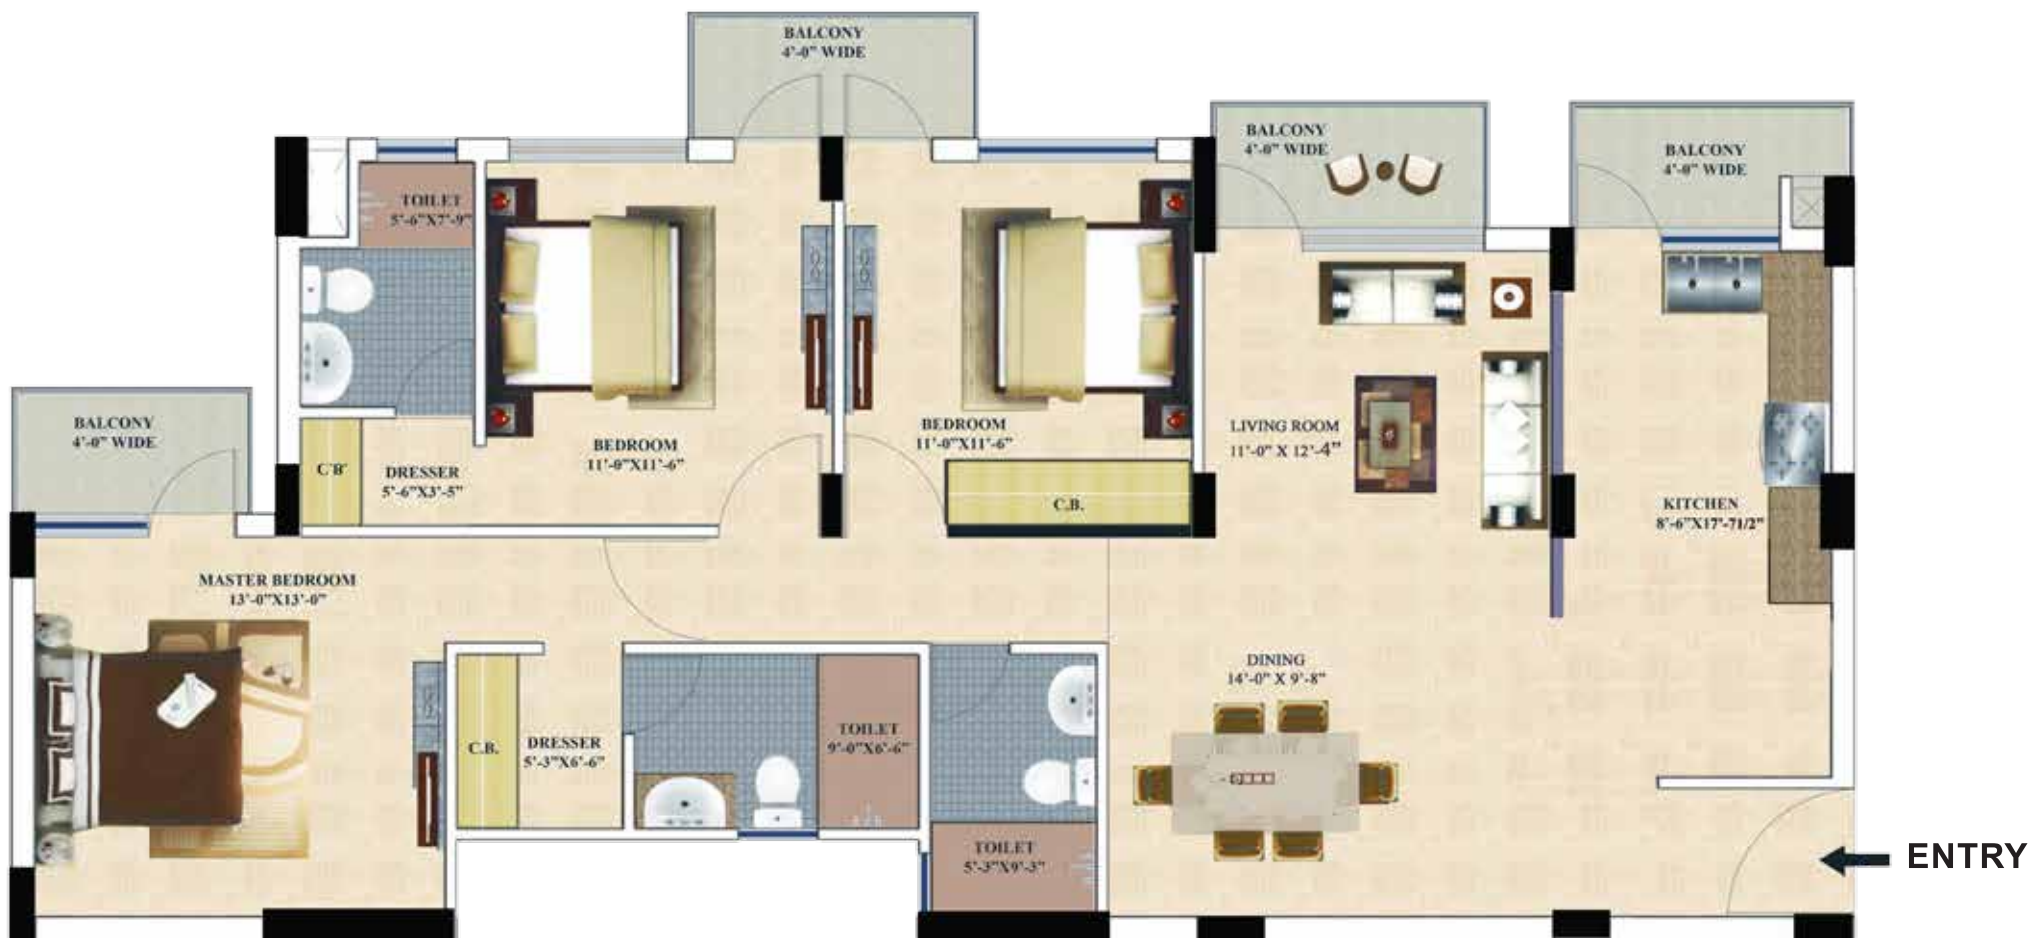 BALCONY
4'-0" WIDE
BALCONY
4'-0" WIDE
BALCONY
4'-0" WIDE
TOILET
5'-6"X7'-9"
BALCONY
4'-0" WIDE
C B
DRESSER
5'-6"X3'-5"
BEDROOM
11'-0"X11'-6"
BEDROOM
11'-0"X11'-6"
C.B.
LIVING ROOM
11'-0" X 12'-4"
KITCHEN
8'-6"X17'-71/2"
MASTER BEDROOM
13'-0"X13'-0"
DINING
14'-0" X 9'-8"
C.B.
DRESSER
5'-3"X6'-6"
TOILET
9'-0"X6'-6"
TOILET
5'-3"X9'-3"
ENTRY